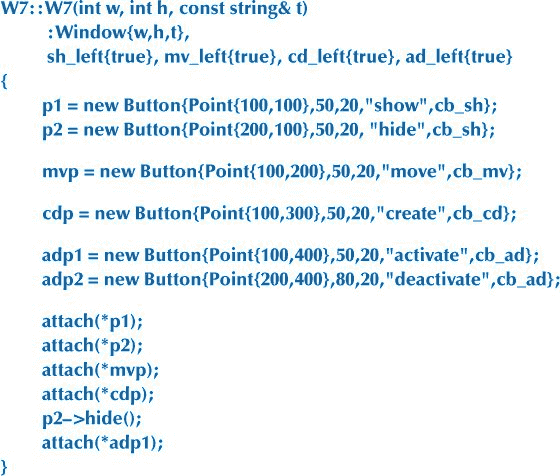 W7::W7(int w, int h, const string& t)
:Window{w,h,t},
sh_left{true}, mv_left{true}, cd_left{true}, ad_left{true}
{
p1 = new Button{Point{100,100},50,20,"show",cb_sh};
p2 = new Button{Point{200,100},50,20, "hide",cb_sh};
mvp = new Button{Point{100,200},50,20,"move",cb_mv};
cdp = new Button{Point{100,300},50,20,"create",cb_cd};
adp1 = new Button{Point{100,400},50,20,"activate",cb_ad};
adp2 = new Button{Point{200,400},80,20,"deactivate",cb_ad};
attach(*p1);
attach(*p2);
attach(*mvp);
attach(*cdp);
p2–>hide();
attach(*adp1);
}